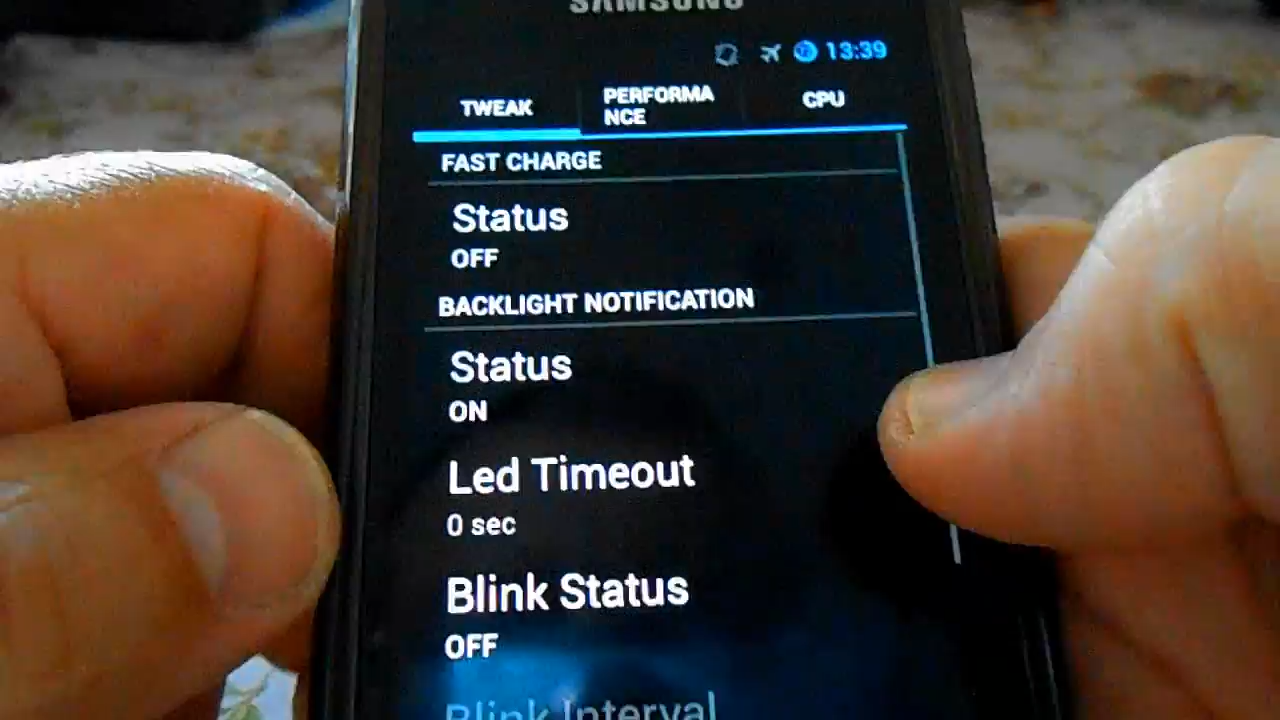 SAMSUNG
13:39
TWEAK
PERFORMA
NCE
CPU
FAST CHARGE
Status
OFF
BACKLIGHT NOTIFICATION
Status
ON
Led Timeout
0 sec
Blink Status
OFF
Blink Interval